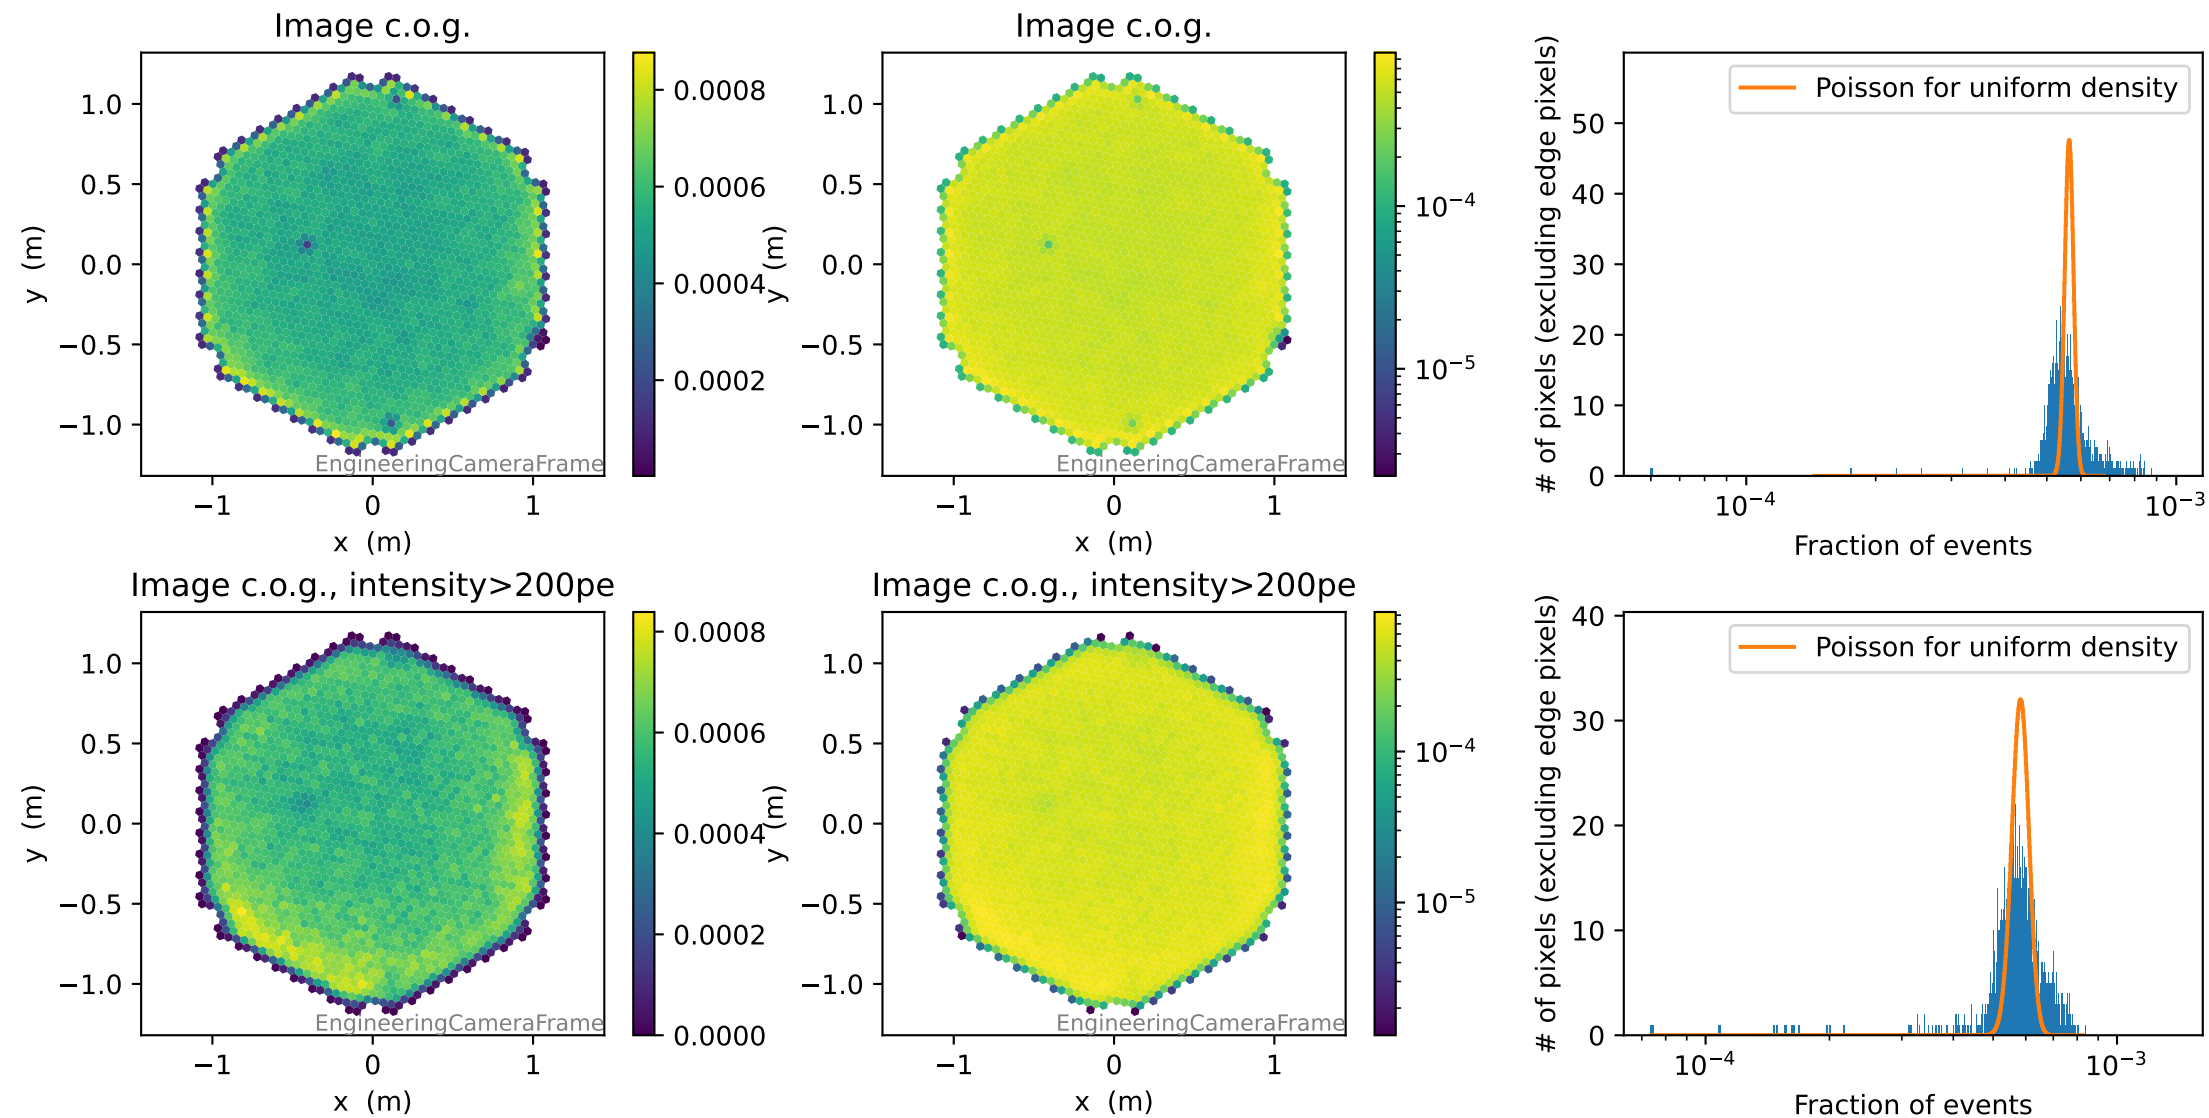 Image c.o.g.
y (m)
1.0
0.5
0.0
−0.5
−1.0
EngineeringCameraFrame
−1 0 1
x (m)
0.0008
0.0006
0.0004
0.0002
Image c.o.g.
y (m)
1.0
0.5
0.0
−0.5
−1.0
EngineeringCameraFrame
−1 0 1
x (m)
10⁻⁴
10⁻⁵
# of pixels (excluding edge pixels)
50
40
30
20
10
0
Poisson for uniform density
10⁻⁴ 10⁻³
Fraction of events
Image c.o.g., intensity>200pe
y (m)
1.0
0.5
0.0
−0.5
−1.0
EngineeringCameraFrame
−1 0 1
x (m)
0.0008
0.0006
0.0004
0.0002
0.0000
Image c.o.g., intensity>200pe
y (m)
1.0
0.5
0.0
−0.5
−1.0
EngineeringCameraFrame
−1 0 1
x (m)
10⁻⁴
10⁻⁵
# of pixels (excluding edge pixels)
40
30
20
10
0
Poisson for uniform density
10⁻⁴ 10⁻³
Fraction of events